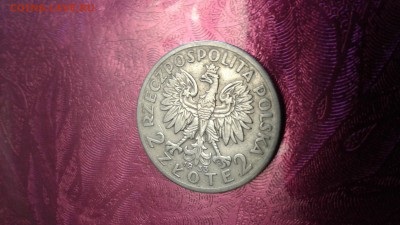 RZECZPOSPOLITA POLSKA
2 ZŁOTE 2